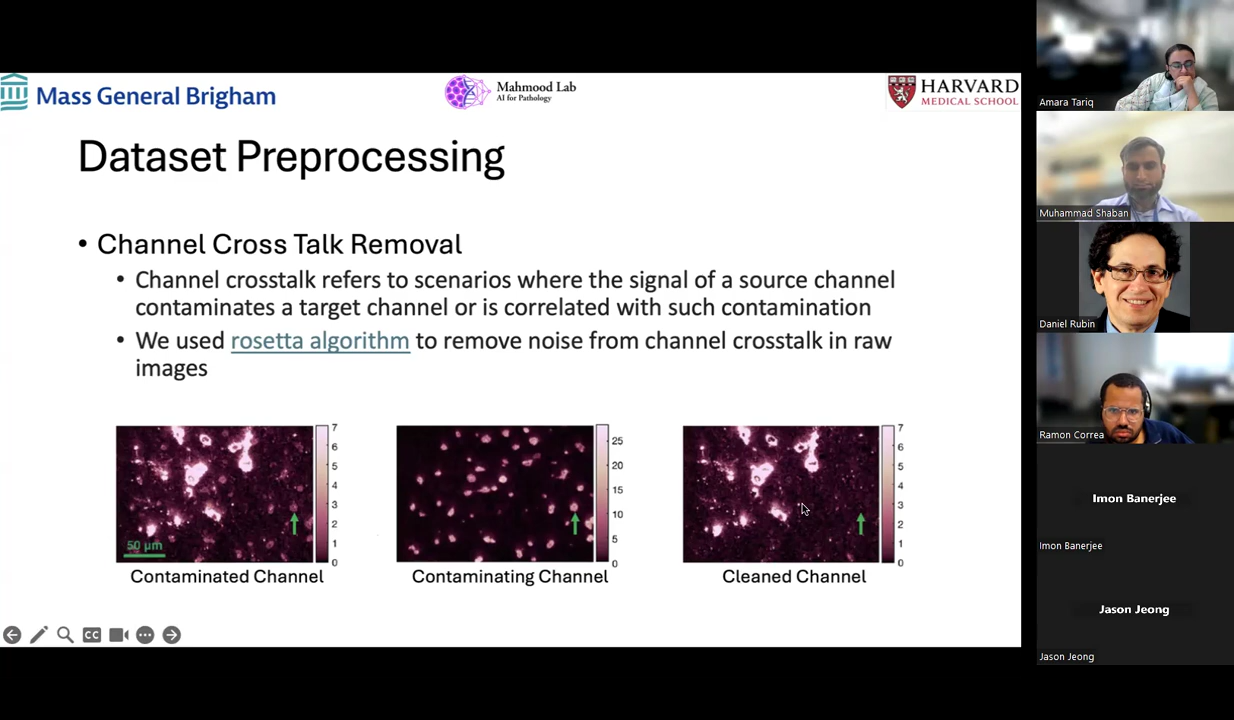 Mass General Brigham
Mahmood Lab
AI for Pathology
HARVARD
MEDICAL SCHOOL
Dataset Preprocessing
• Channel Cross Talk Removal
• Channel crosstalk refers to scenarios where the signal of a source channel
contaminates a target channel or is correlated with such contamination
• We used rosetta algorithm to remove noise from channel crosstalk in raw
images
7
6
5
4
3
2
1
0
50 µm
Contaminated Channel
25
20
15
10
5
0
Contaminating Channel
7
6
5
4
3
2
1
0
Cleaned Channel
CC
Amara Tariq
Muhammad Shaban
Daniel Rubin
Ramon Correa
Imon Banerjee
Imon Banerjee
Jason Jeong
Jason Jeong